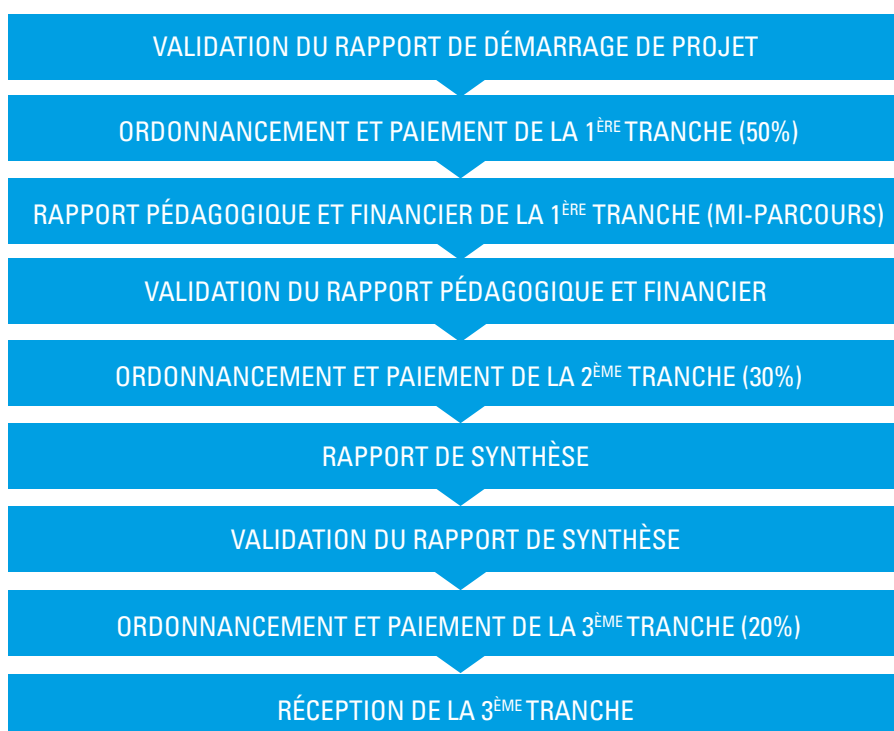 VALIDATION DU RAPPORT DE DÉMARRAGE DE PROJET
ORDONNANCEMENT ET PAIEMENT DE LA 1ÈRE TRANCHE (50%)
RAPPORT PÉDAGOGIQUE ET FINANCIER DE LA 1ÈRE TRANCHE (MI-PARCOURS)
VALIDATION DU RAPPORT PÉDAGOGIQUE ET FINANCIER
ORDONNANCEMENT ET PAIEMENT DE LA 2ÈME TRANCHE (30%)
RAPPORT DE SYNTHÈSE
VALIDATION DU RAPPORT DE SYNTHÈSE
ORDONNANCEMENT ET PAIEMENT DE LA 3ÈME TRANCHE (20%)
RÉCEPTION DE LA 3ÈME TRANCHE